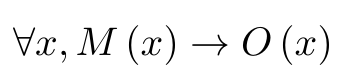 ∀x, M (x) → O (x)